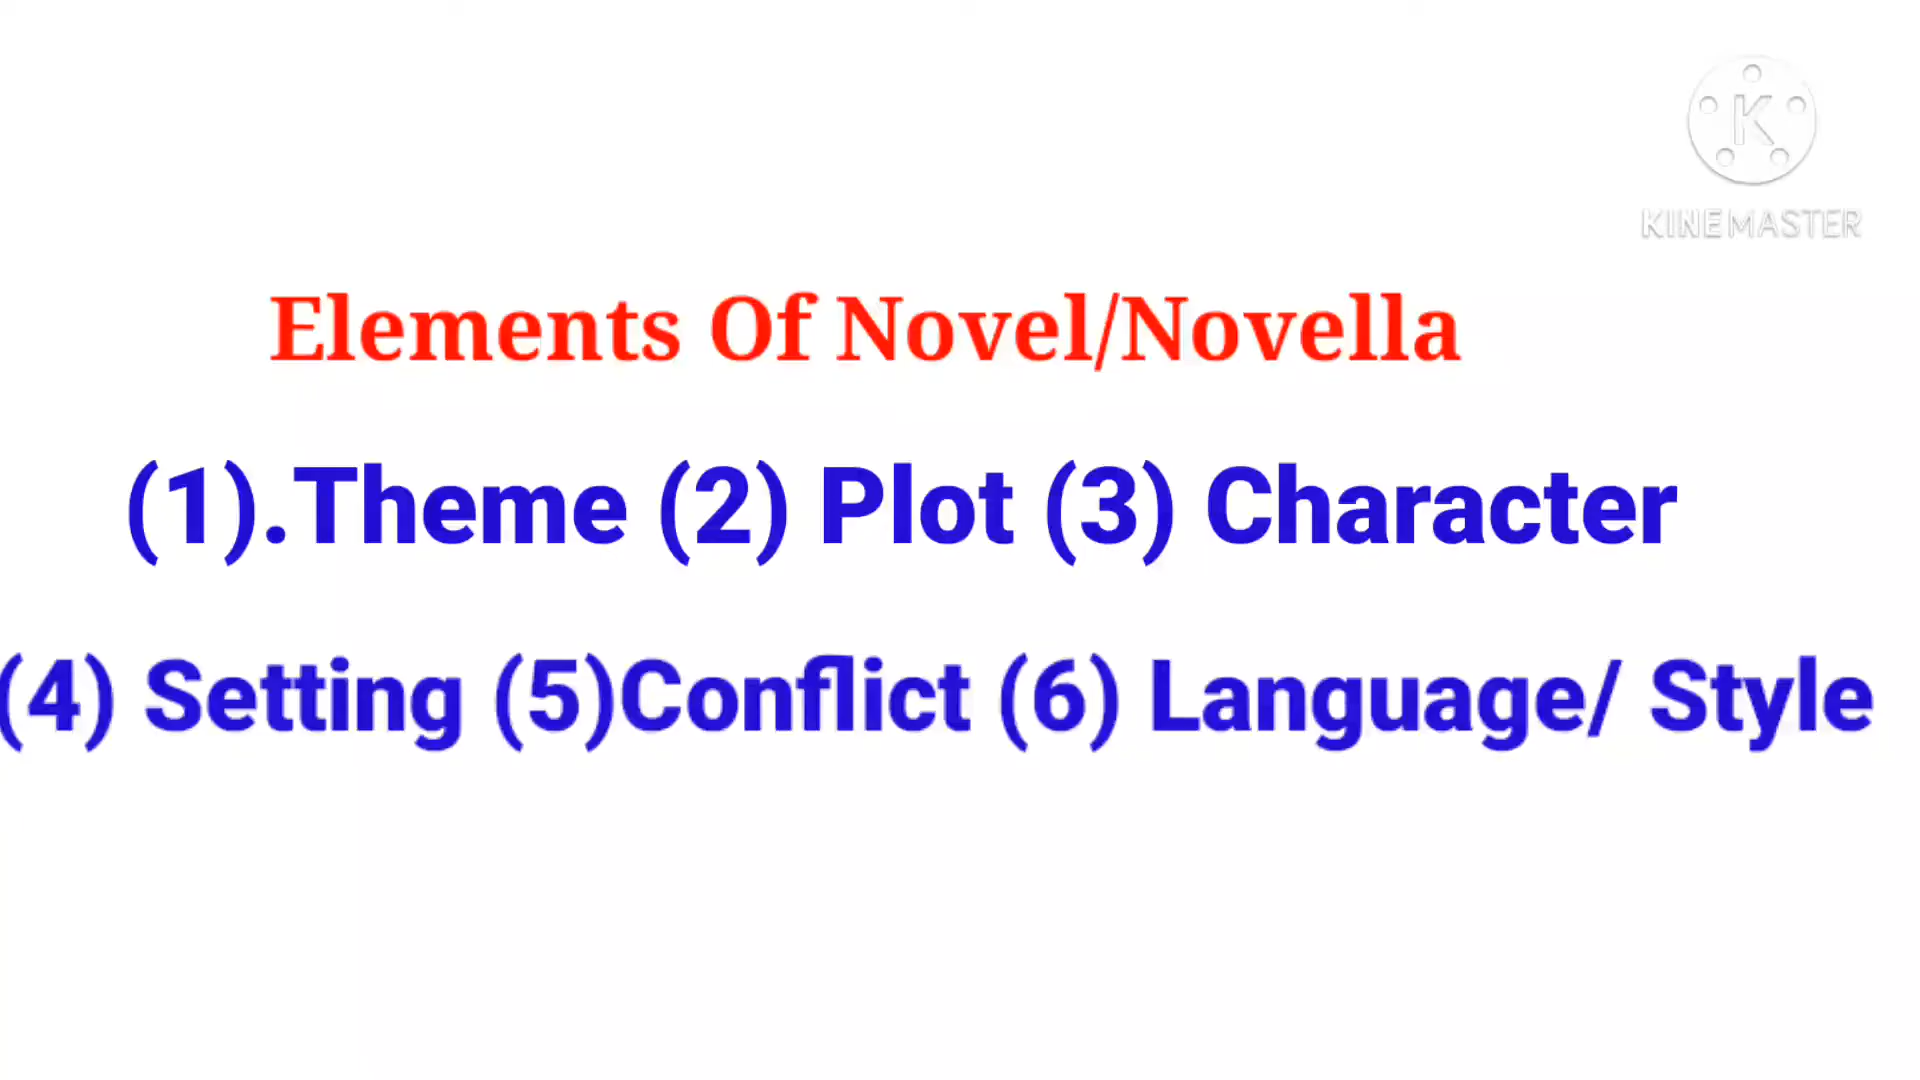 K
KINEMASTER
Elements Of Novel/Novella
(1).Theme (2) Plot (3) Character
(4) Setting (5)Conflict (6) Language/ Style